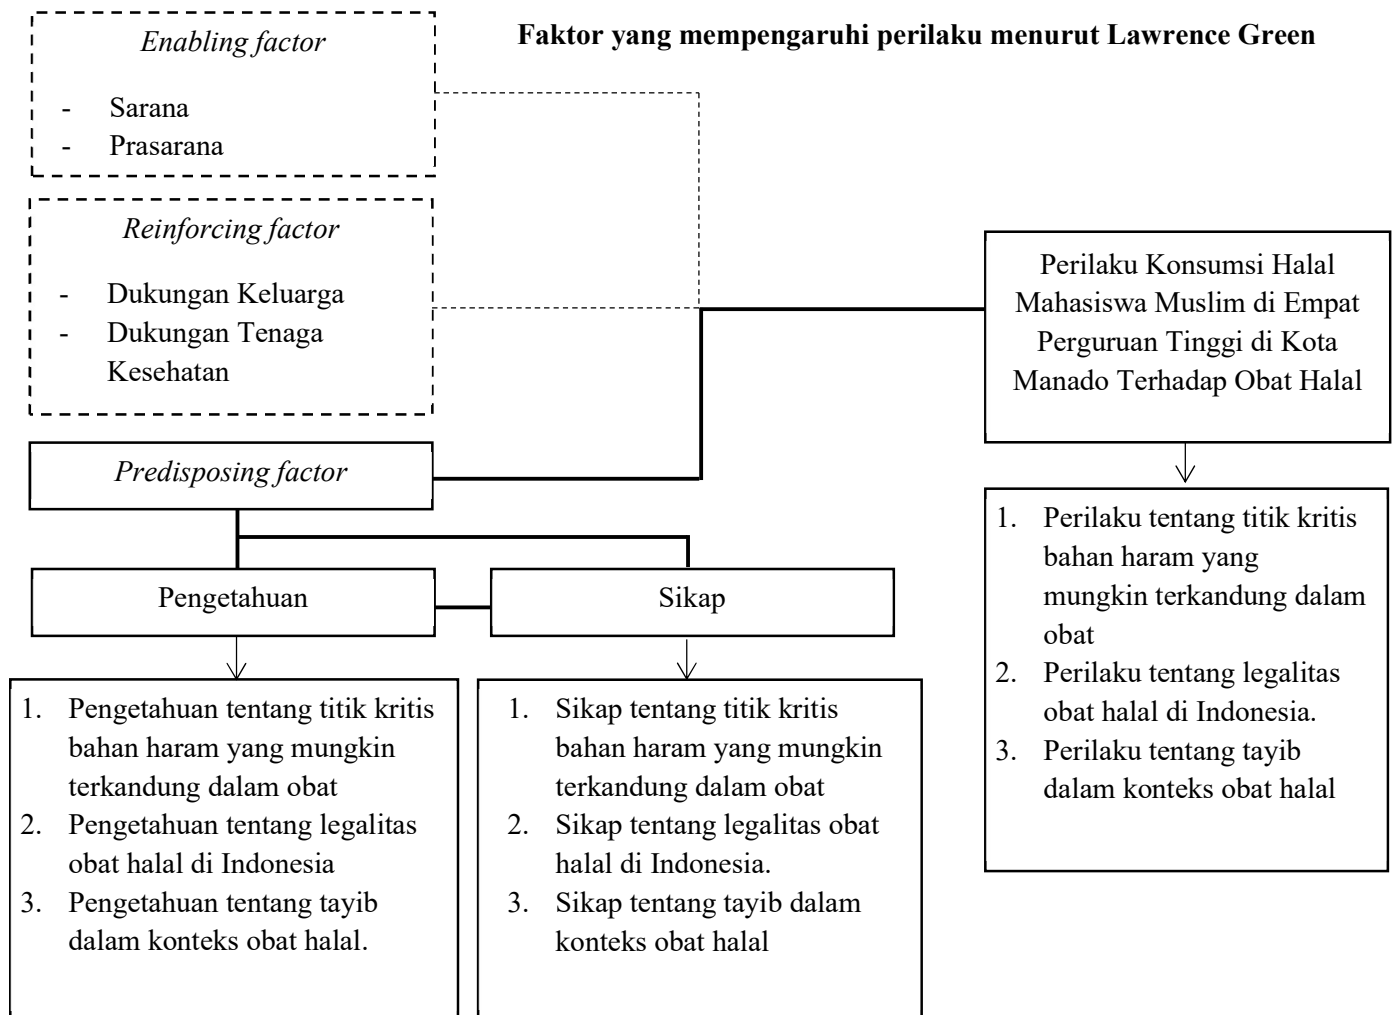 Faktor yang mempengaruhi perilaku menurut Lawrence Green
Enabling factor
- Sarana
- Prasarana
Reinforcing factor
- Dukungan Keluarga
- Dukungan Tenaga
Kesehatan
Predisposing factor
Pengetahuan
Sikap
1. Pengetahuan tentang titik kritis
bahan haram yang mungkin
terkandung dalam obat
2. Pengetahuan tentang legalitas
obat halal di Indonesia
3. Pengetahuan tentang tayib
dalam konteks obat halal.
1. Sikap tentang titik kritis
bahan haram yang mungkin
terkandung dalam obat
2. Sikap tentang legalitas obat
halal di Indonesia.
3. Sikap tentang tayib dalam
konteks obat halal
Perilaku Konsumsi Halal
Mahasiswa Muslim di Empat
Perguruan Tinggi di Kota
Manado Terhadap Obat Halal
1. Perilaku tentang titik kritis
bahan haram yang
mungkin terkandung dalam
obat
2. Perilaku tentang legalitas
obat halal di Indonesia.
3. Perilaku tentang tayib
dalam konteks obat halal